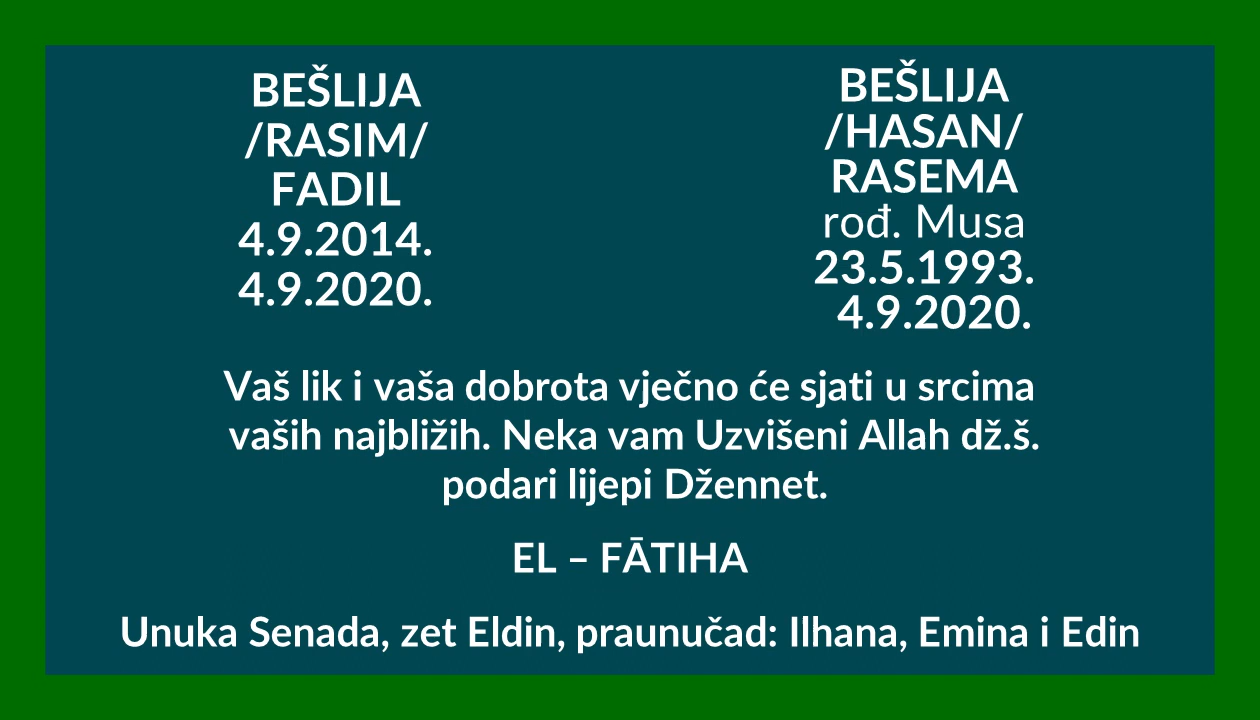 BEŠLIJA
/RASIM/
FADIL
4.9.2014.
4.9.2020.
BEŠLIJA
/HASAN/
RASEMA
rođ. Musa
23.5.1993.
4.9.2020.
Vaš lik i vaša dobrota vječno će sjati u srcima
vaših najbližih. Neka vam Uzvišeni Allah dž.š.
podari lijepi Džennet.
EL – FĀTIHA
Unuka Senada, zet Eldin, praunučad: Ilhana, Emina i Edin